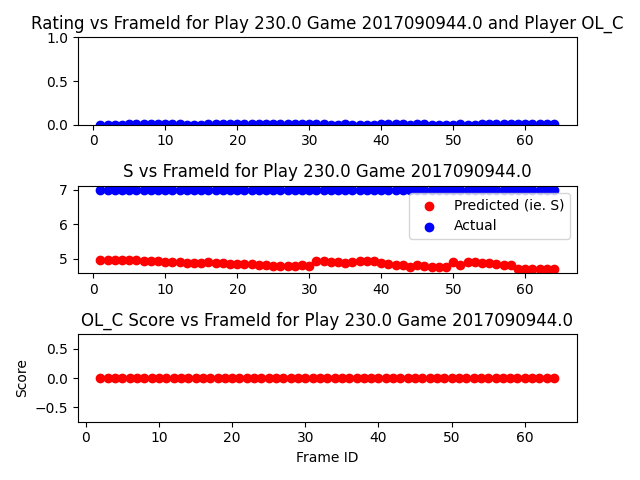 Rating vs FrameId for Play 230.0 Game 2017090944.0 and Player OL_C
1.0
0.5
0.0
0 10 20 30 40 50 60
S vs FrameId for Play 230.0 Game 2017090944.0
7
6
5
Predicted (ie. S)
Actual
0 10 20 30 40 50 60
OL_C Score vs FrameId for Play 230.0 Game 2017090944.0
Score
0.5
0.0
−0.5
0 10 20 30 40 50 60
Frame ID